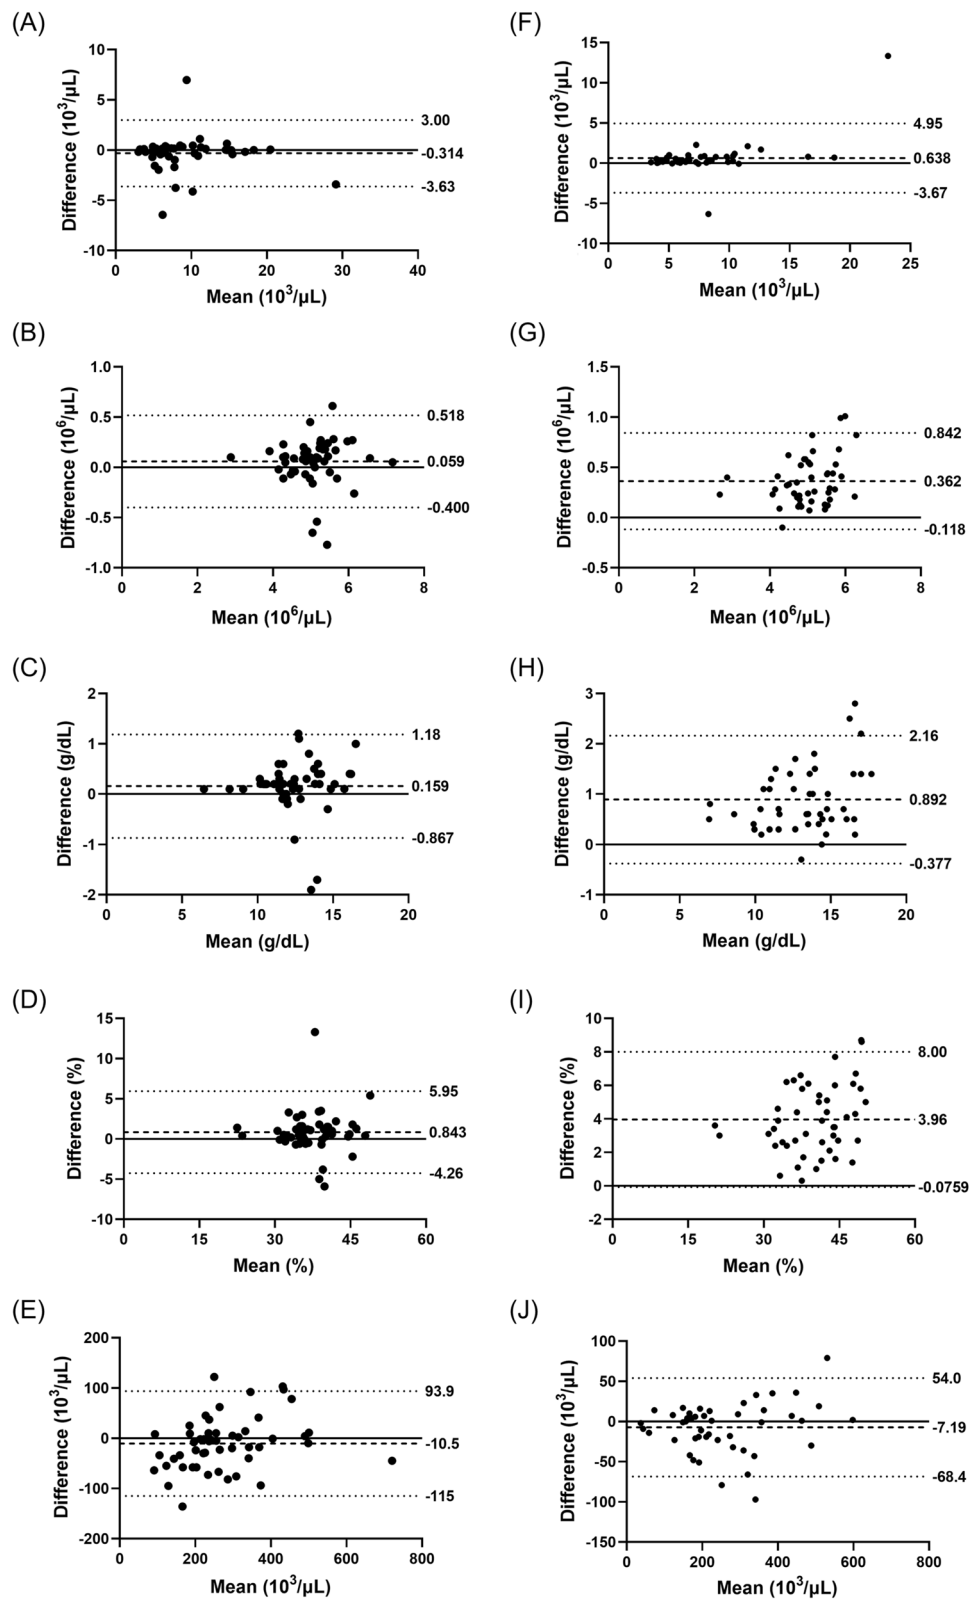 (A)
10
5
0
-5
-10
Difference (10³/µL)
3.00
-0.314
-3.63
0 10 20 30 40
Mean (10³/µL)
(F)
15
10
5
0
-5
-10
Difference (10³/µL)
4.95
0.638
-3.67
0 5 10 15 20 25
Mean (10³/µL)
(B)
1.0
0.5
0.0
-0.5
-1.0
Difference (10⁶/µL)
0.518
0.059
-0.400
0 2 4 6 8
Mean (10⁶/µL)
(G)
1.5
1.0
0.5
0.0
-0.5
Difference (10⁶/µL)
0.842
0.362
-0.118
0 2 4 6 8
Mean (10⁶/µL)
(C)
2
1
0
-1
-2
Difference (g/dL)
1.18
0.159
-0.867
0 5 10 15 20
Mean (g/dL)
(H)
3
2
1
0
-1
Difference (g/dL)
2.16
0.892
-0.377
0 5 10 15 20
Mean (g/dL)
(D)
15
10
5
0
-5
-10
Difference (%)
5.95
0.843
-4.26
0 15 30 45 60
Mean (%)
(I)
10
8
6
4
2
0
-2
Difference (%)
8.00
3.96
-0.0759
0 15 30 45 60
Mean (%)
(E)
200
100
0
-100
-200
Difference (10³/µL)
93.9
-10.5
-115
0 200 400 600 800
Mean (10³/µL)
(J)
100
50
0
-50
-100
-150
Difference (10³/µL)
54.0
-7.19
-68.4
0 200 400 600 800
Mean (10³/µL)